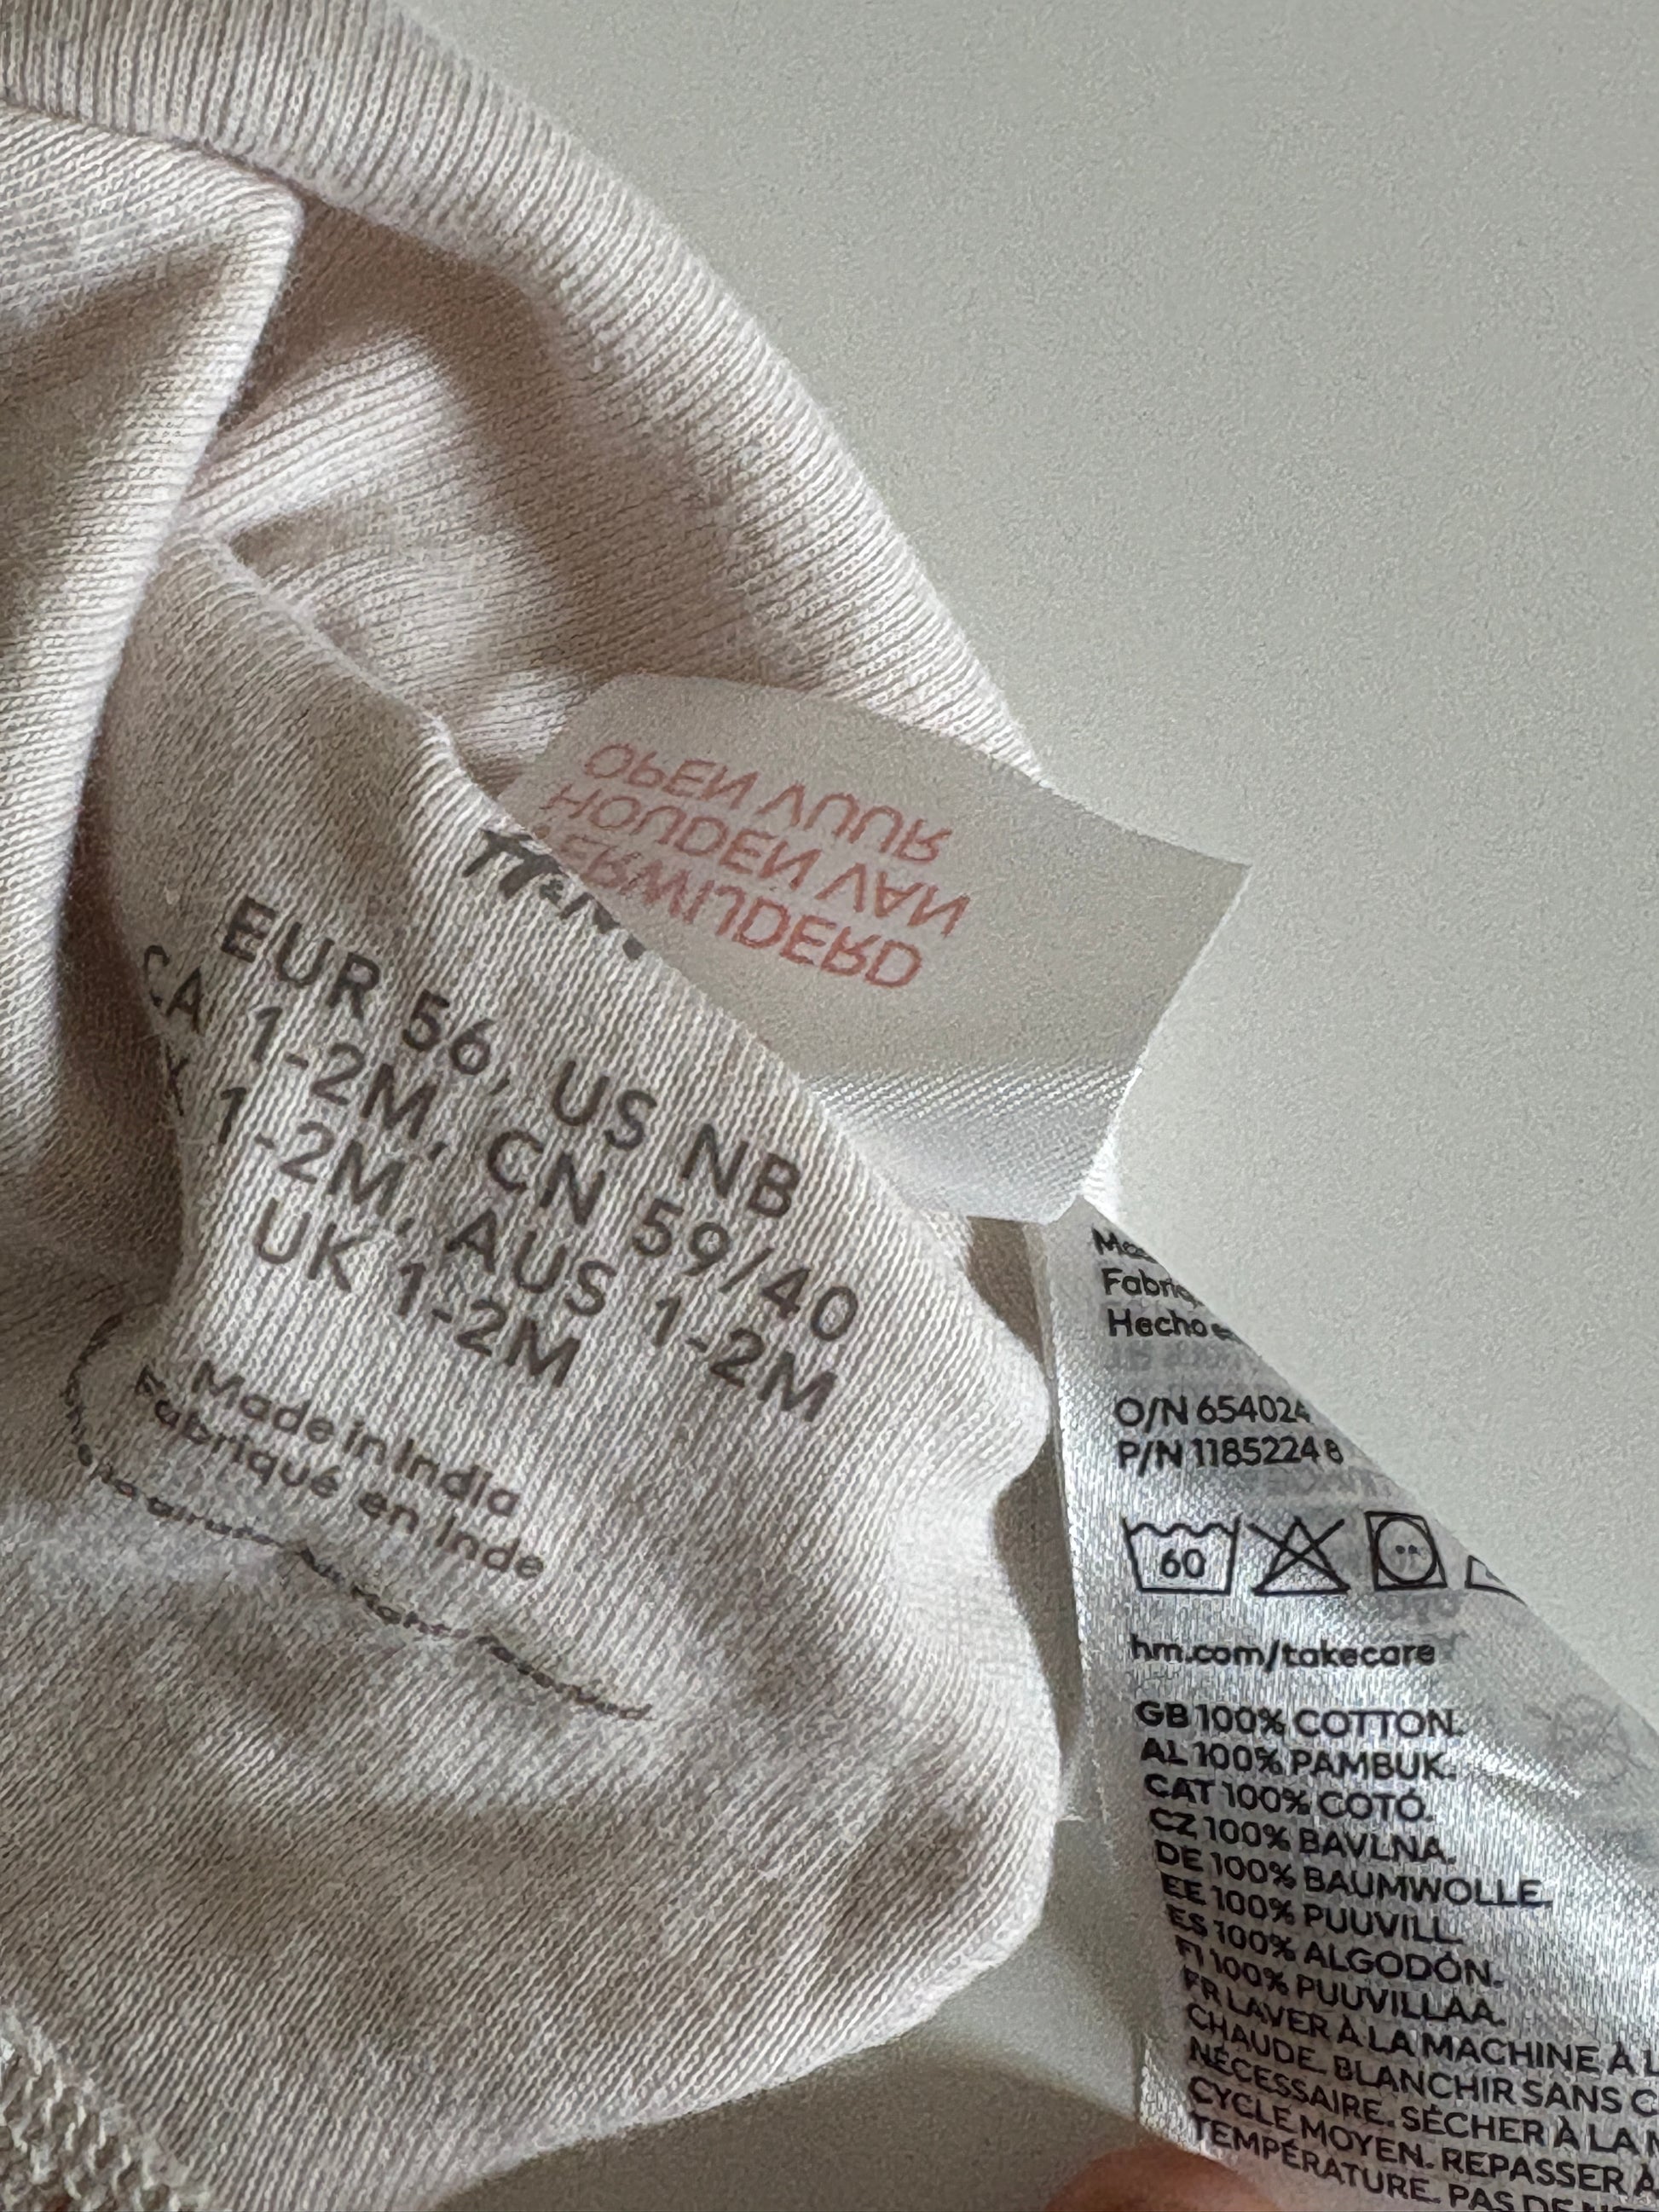 H&M
EUR 56, US NB
CA 1-2M, CN 59/40
1-2M, AUS 1-2M
UK 1-2M
Made in India
Fabriqué en Inde
OPEN VUUR
HOUDEN VAN
ERWIJDERD
Hecho
O/N 65402
P/N 1185224 8
60
hm.com/takecare
GB 100% COTTON.
AL 100% PAMBUK.
CAT 100% COTÓ.
CZ 100% BAVLNA.
DE 100% BAUMWOLLE.
EE 100% PUUVILL.
ES 100% ALGODÓN.
FI 100% PUUVILLAA.
FR LAVER À LA MACHINE À L
CHAUDE. BLANCHIR SANS C
NÉCESSAIRE. SÉCHER À LA M
CYCLE MOYEN. REPASSER À
TEMPÉRATURE. PAS DE